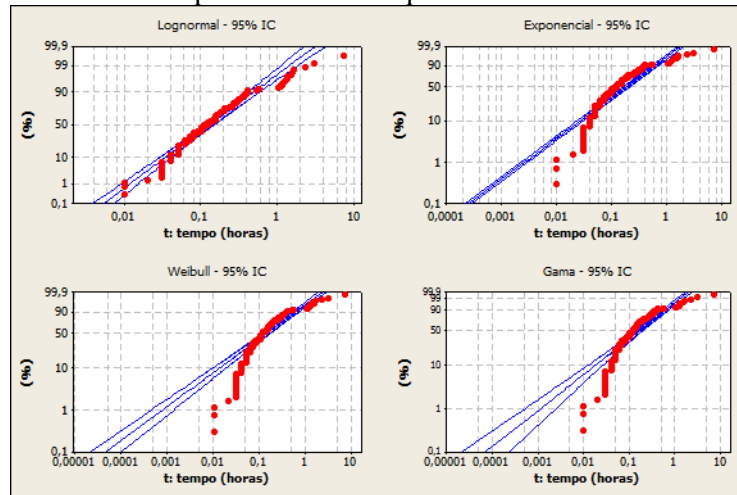 Lognormal - 95% IC
99,9
99
90
50
10
1
0,1
(%)
0,01 0,1 1 10
t: tempo (horas)
Exponencial - 95% IC
99,9
90
50
10
1
0,1
(%)
0,0001 0,001 0,01 0,1 1 10
t: tempo (horas)
Weibull - 95% IC
99,9
90
50
10
1
0,1
(%)
0,00001 0,0001 0,001 0,01 0,1 1 10
t: tempo (horas)
Gama - 95% IC
99,9
99
90
50
10
1
0,1
(%)
0,00001 0,0001 0,001 0,01 0,1 1 10
t: tempo (horas)